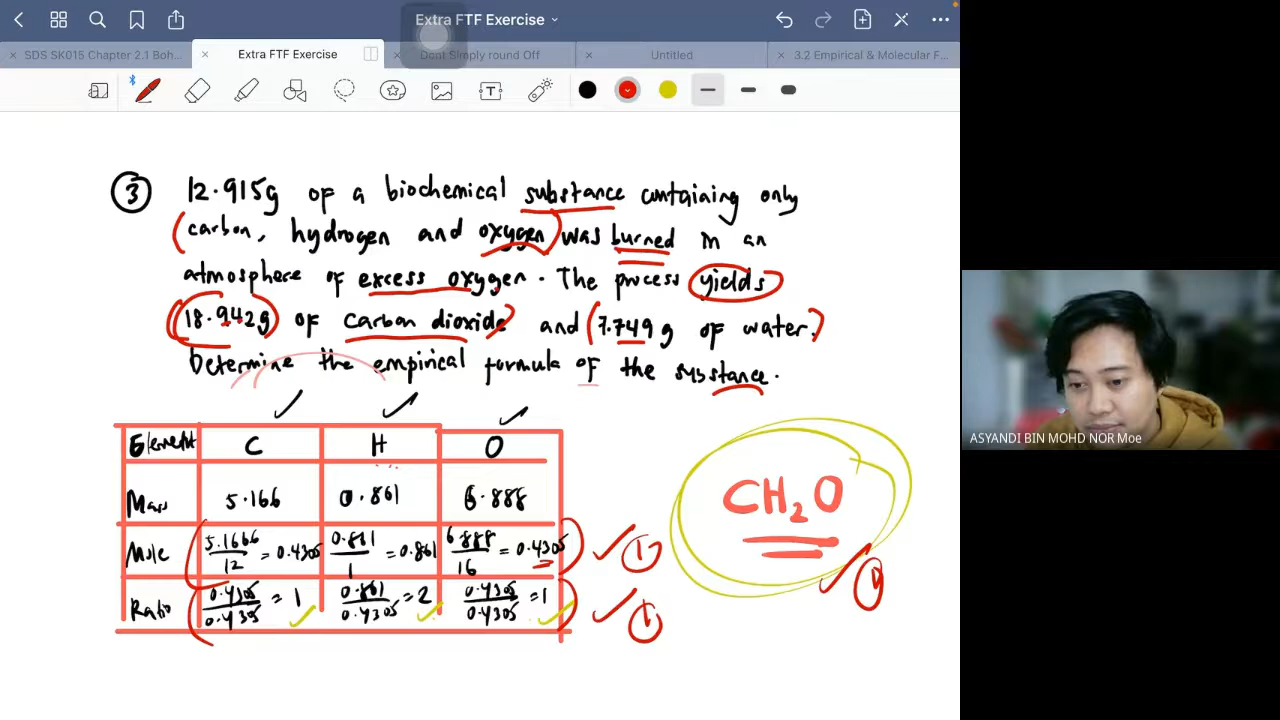 Extra FTF Exercise
SDS SK015 Chapter 2.1 Boh...
Extra FTF Exercise
Dont Simply round Off
Untitled
3.2 Empirical & Molecular F...
③ 12.915g of a biochemical substance containing only
(carbon, hydrogen and oxygen) was burned in an
atmosphere of excess oxygen. The process yields
(18.942g of carbon dioxide) and (7.749 g of water.)
Determine the empirical formula of the substance.
Element C H O
Mass 5.166 0.861 6.888
Mole 5.1666/12 = 0.4305 0.861/1 = 0.861 6.888/16 = 0.4305 ✓ ①
Ratio 0.4305/0.4305 = 1 0.861/0.4305 = 2 0.4305/0.4305 = 1 ✓ ①
CH₂O
✓ ①
ASYANDI BIN MOHD NOR Moe